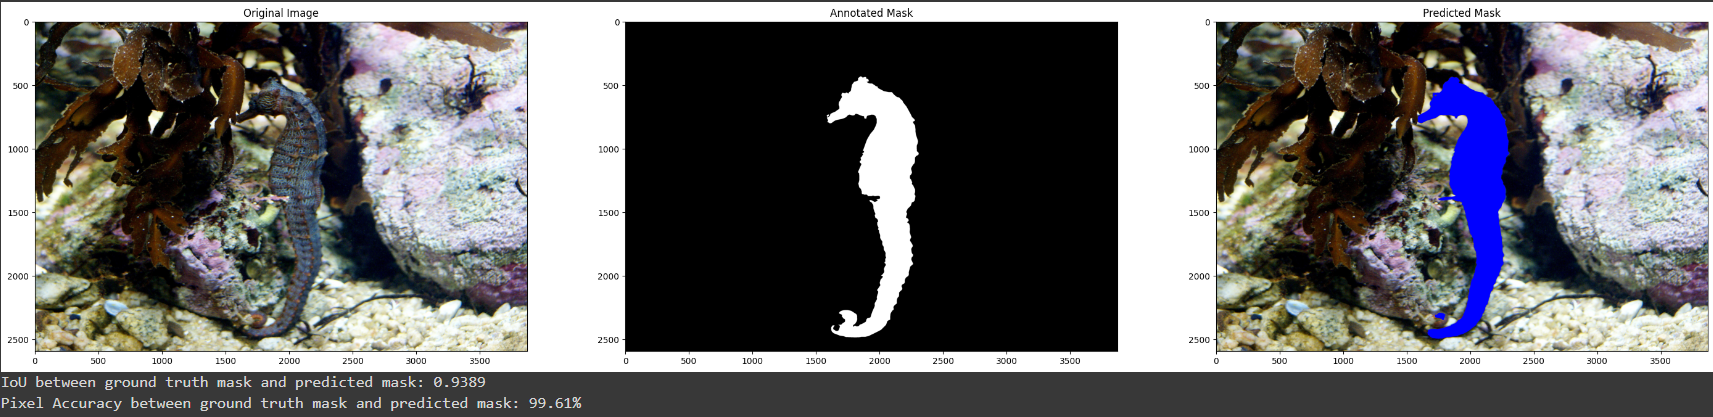 Original Image
Annotated Mask
Predicted Mask
0
500
1000
1500
2000
2500
0 500 1000 1500 2000 2500 3000 3500
0
500
1000
1500
2000
2500
0 500 1000 1500 2000 2500 3000 3500
0
500
1000
1500
2000
2500
0 500 1000 1500 2000 2500 3000 3500
IoU between ground truth mask and predicted mask: 0.9389
Pixel Accuracy between ground truth mask and predicted mask: 99.61%